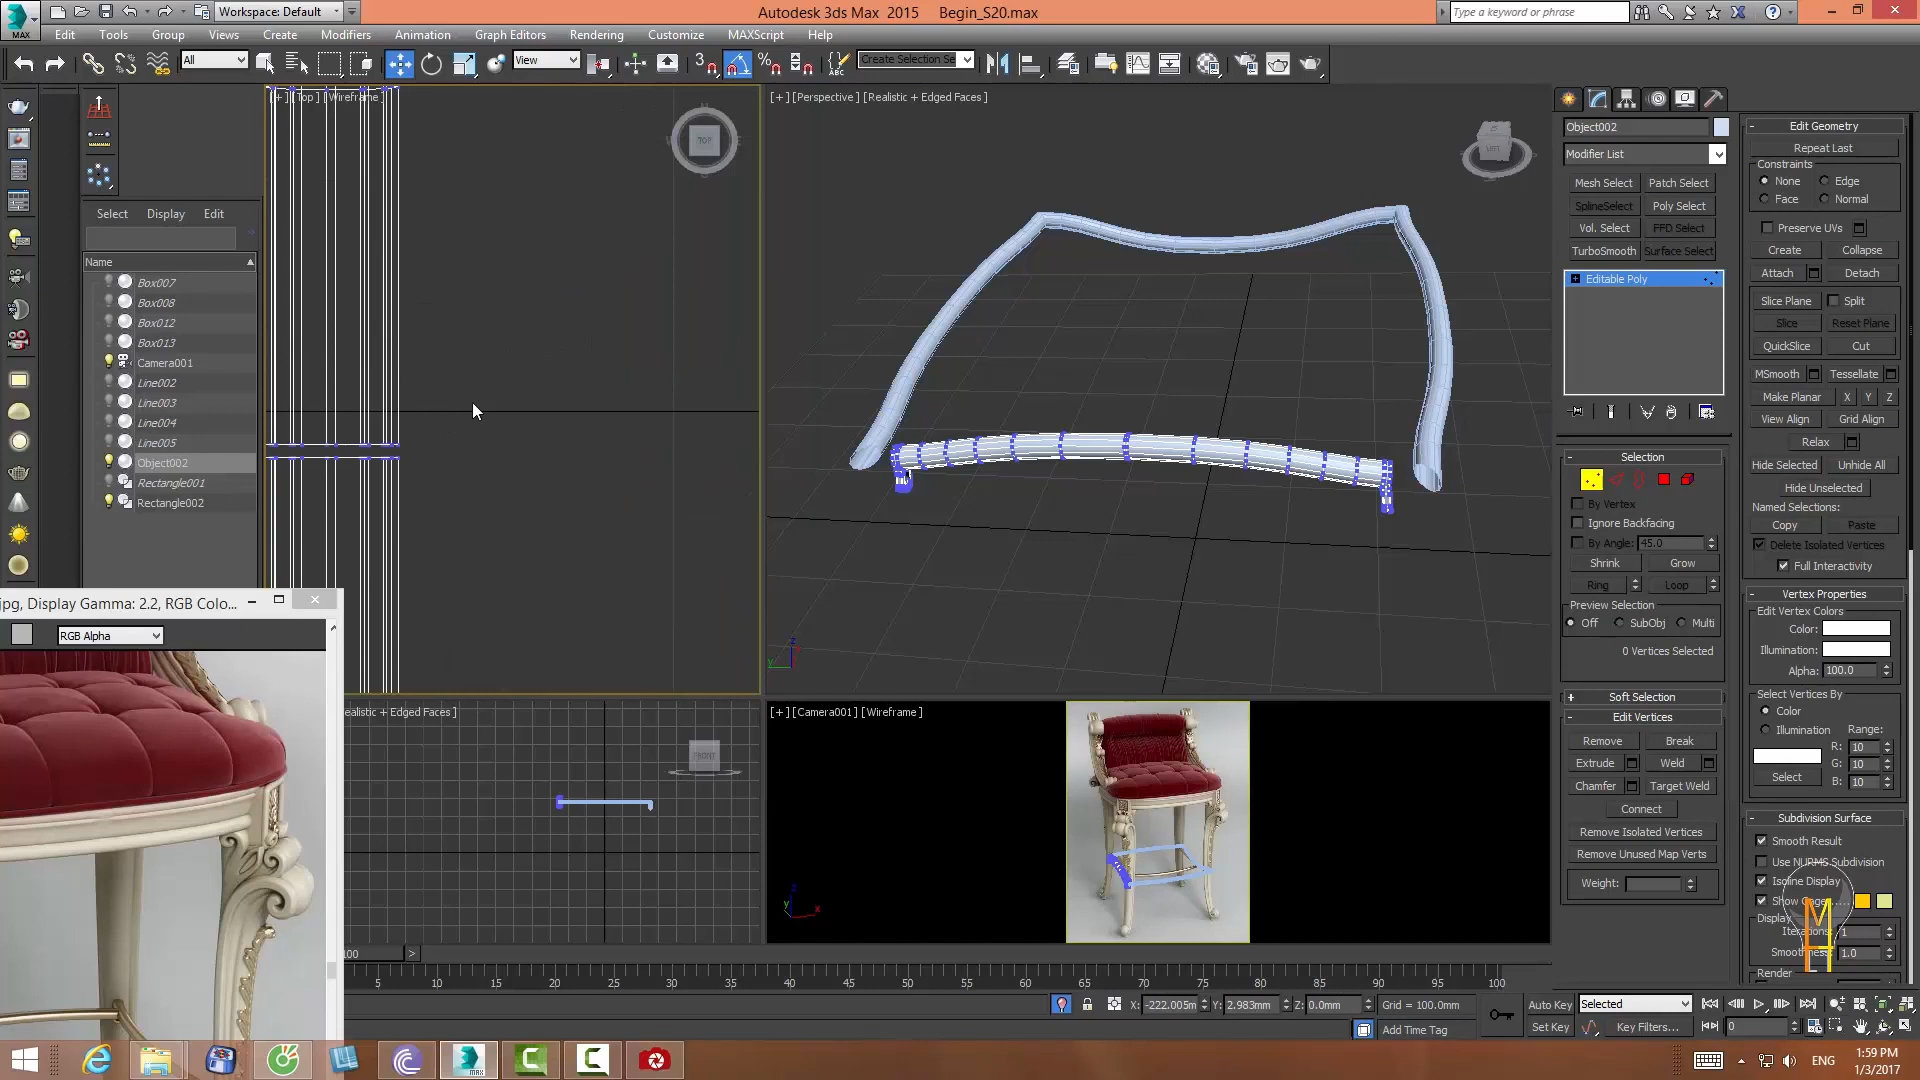 Workspace: Default
Autodesk 3ds Max  2015    Begin_S20.max
Type a keyword or phrase
MAX
Edit Tools Group Views Create Modifiers Animation Graph Editors Rendering Customize MAXScript Help
All
View
3
Create Selection Se
Select Display Edit
Name
Box007
Box008
Box012
Box013
Camera001
Line002
Line003
Line004
Line005
Object002
Rectangle001
Rectangle002
[+] [Top] [Wireframe]
TOP
[+] [Perspective] [Realistic + Edged Faces]
LEFT
ealistic + Edged Faces]
FRONT
[+] [Camera001] [Wireframe]
jpg, Display Gamma: 2.2, RGB Colo...
RGB Alpha
Object002
Modifier List
Mesh Select Patch Select
SplineSelect Poly Select
Vol. Select FFD Select
TurboSmooth Surface Select
Editable Poly
Selection
By Vertex
Ignore Backfacing
By Angle: 45.0
Shrink Grow
Ring Loop
Preview Selection
Off SubObj Multi
0 Vertices Selected
Soft Selection
Edit Vertices
Remove Break
Extrude Weld
Chamfer Target Weld
Connect
Remove Isolated Vertices
Remove Unused Map Verts
Weight:
Edit Geometry
Repeat Last
Constraints
None Edge
Face Normal
Preserve UVs
Create Collapse
Attach Detach
Slice Plane Split
Slice Reset Plane
QuickSlice Cut
MSmooth Tessellate
Make Planar X Y Z
View Align Grid Align
Relax
Hide Selected Unhide All
Hide Unselected
Named Selections:
Copy Paste
Delete Isolated Vertices
Full Interactivity
Vertex Properties
Edit Vertex Colors
Color:
Illumination:
Alpha: 100.0
Select Vertices By
Color
Illumination Range:
R: 10
G: 10
Select B: 10
Subdivision Surface
Smooth Result
Use NURMS Subdivision
Isoline Display
Show Cage......
Display
Iterations: 1
Smoothness: 1.0
Render
100
5 10 15 20 25 30 35 40 45 50 55 60 65 70 75 80 85 90 95 100
X: -222.005m Y: 2.983mm Z: 0.0mm Grid = 100.0mm
Add Time Tag
Auto Key Selected
Set Key Key Filters... 0
ENG
1:59 PM
1/3/2017